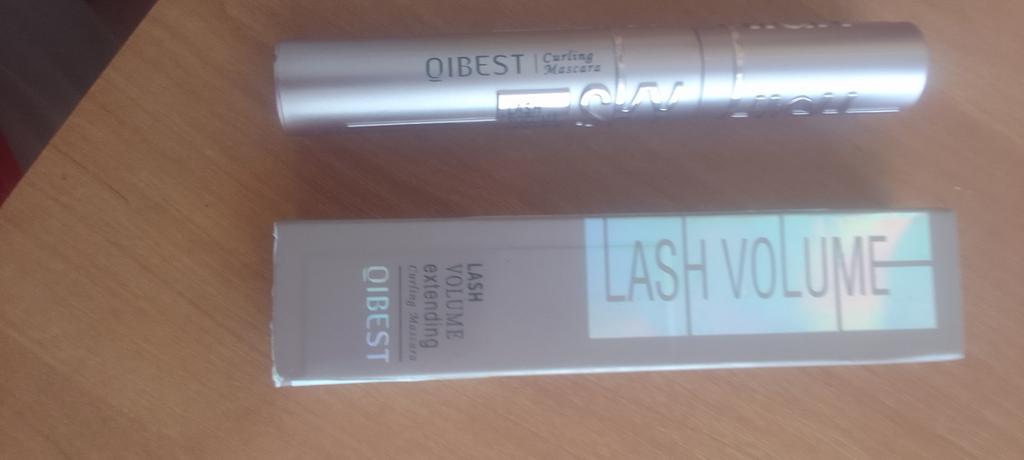 QIBEST
Curling
Mascara
LASH VOLUME
LASH
VOLUME
extending
Curling Mascara
QIBEST